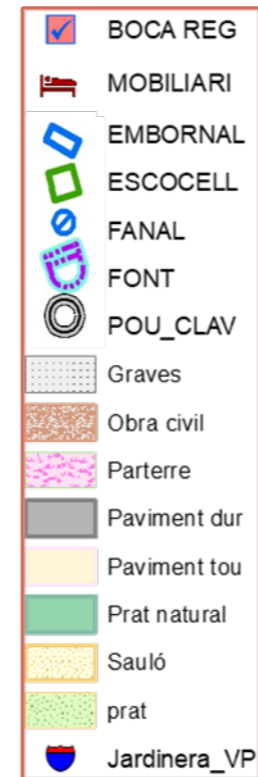 BOCA REG
MOBILIARI
EMBORNAL
ESCOCELL
FANAL
FONT
POU_CLAV
Graves
Obra civil
Parterre
Paviment dur
Paviment tou
Prat natural
Sauló
prat
Jardinera_VP